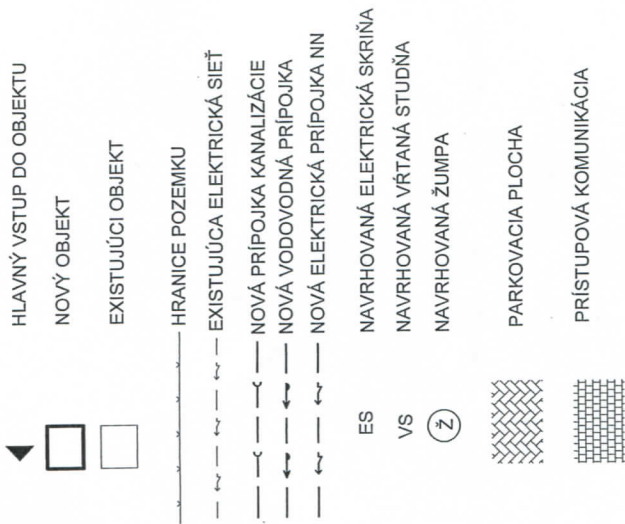 HLAVNÝ VSTUP DO OBJEKTU
NOVÝ OBJEKT
EXISTUJÚCI OBJEKT
HRANICE POZEMKU
EXISTUJÚCA ELEKTRICKÁ SIEŤ
NOVÁ PRÍPOJKA KANALIZÁCIE
NOVÁ VODOVODNÁ PRÍPOJKA
NOVÁ ELEKTRICKÁ PRÍPOJKA NN
ES NAVRHOVANÁ ELEKTRICKÁ SKRIŇA
VS NAVRHOVANÁ VŔTANÁ STUDŇA
Ž NAVRHOVANÁ ŽUMPA
PARKOVACIA PLOCHA
PRÍSTUPOVÁ KOMUNIKÁCIA